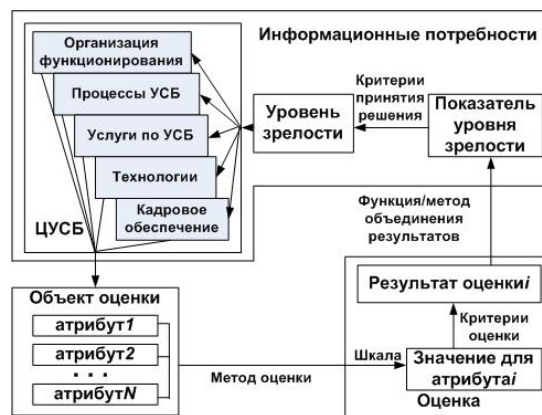 Информационные потребности
Организация
функционирования
Процессы УСБ
Услуги по УСБ
Технологии
Кадровое
обеспечение
ЦУСБ
Уровень
зрелости
Критерии
принятия
решения
Показатель
уровня
зрелости
Функция/метод
объединения
результатов
Объект оценки
атрибут1
атрибут2
. . .
атрибутN
Метод оценки
Шкала
Результат оценкиi
Критерии
оценки
Значение для
атрибутаi
Оценка